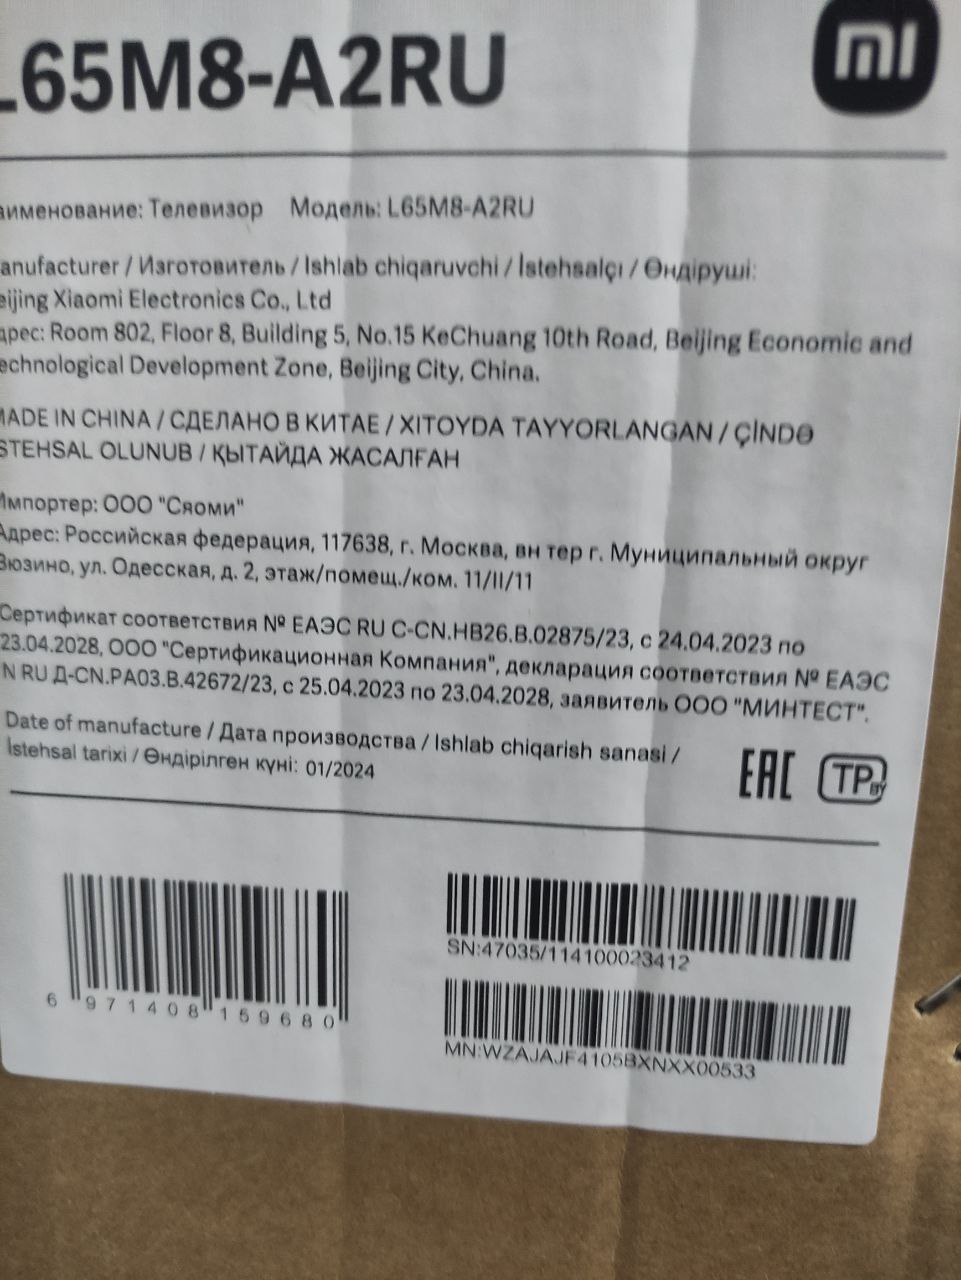 L65M8-A2RU
mi
аименование: Телевизор Модель: L65M8-A2RU
anufacturer / Изготовитель / Ishlab chiqaruvchi / İstehsalçı / Өндіруші:
eijing Xiaomi Electronics Co., Ltd
дрес: Room 802, Floor 8, Building 5, No.15 KeChuang 10th Road, Beijing Economic and
echnological Development Zone, Beijing City, China.
MADE IN CHINA / СДЕЛАНО В КИТАЕ / XITOYDA TAYYORLANGAN / ÇİNDƏ
STEHSAL OLUNUB / ҚЫТАЙДА ЖАСАЛҒАН
Импортер: ООО "Сяоми"
Адрес: Российская федерация, 117638, г. Москва, вн тер г. Муниципальный округ
Зюзино, ул. Одесская, д. 2, этаж/помещ./ком. 11/II/11
Сертификат соответствия № ЕАЭС RU C-CN.HB26.B.02875/23, с 24.04.2023 по
23.04.2028, ООО "Сертификационная Компания", декларация соответствия № ЕАЭС
N RU Д-CN.PA03.B.42672/23, с 25.04.2023 по 23.04.2028, заявитель ООО "МИНТЕСТ".
Date of manufacture / Дата производства / Ishlab chiqarish sanasi /
İstehsal tarixi / Өндірілген күні: 01/2024
EAC TP BY
6 971408 159680
SN:47035/114100023412
MN:WZAJAJF4105BXNXX00533